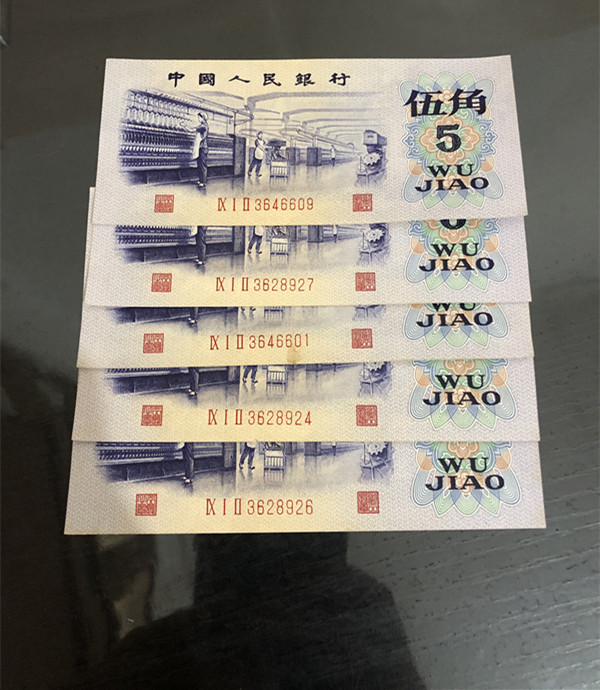 中國人民銀行
伍角
5
WU
JIAO
IX I II 3646609
WU
JIAO
IX I II 3628927
WU
JIAO
IX I II 3646601
WU
JIAO
IX I II 3628924
WU
JIAO
IX I II 3628926